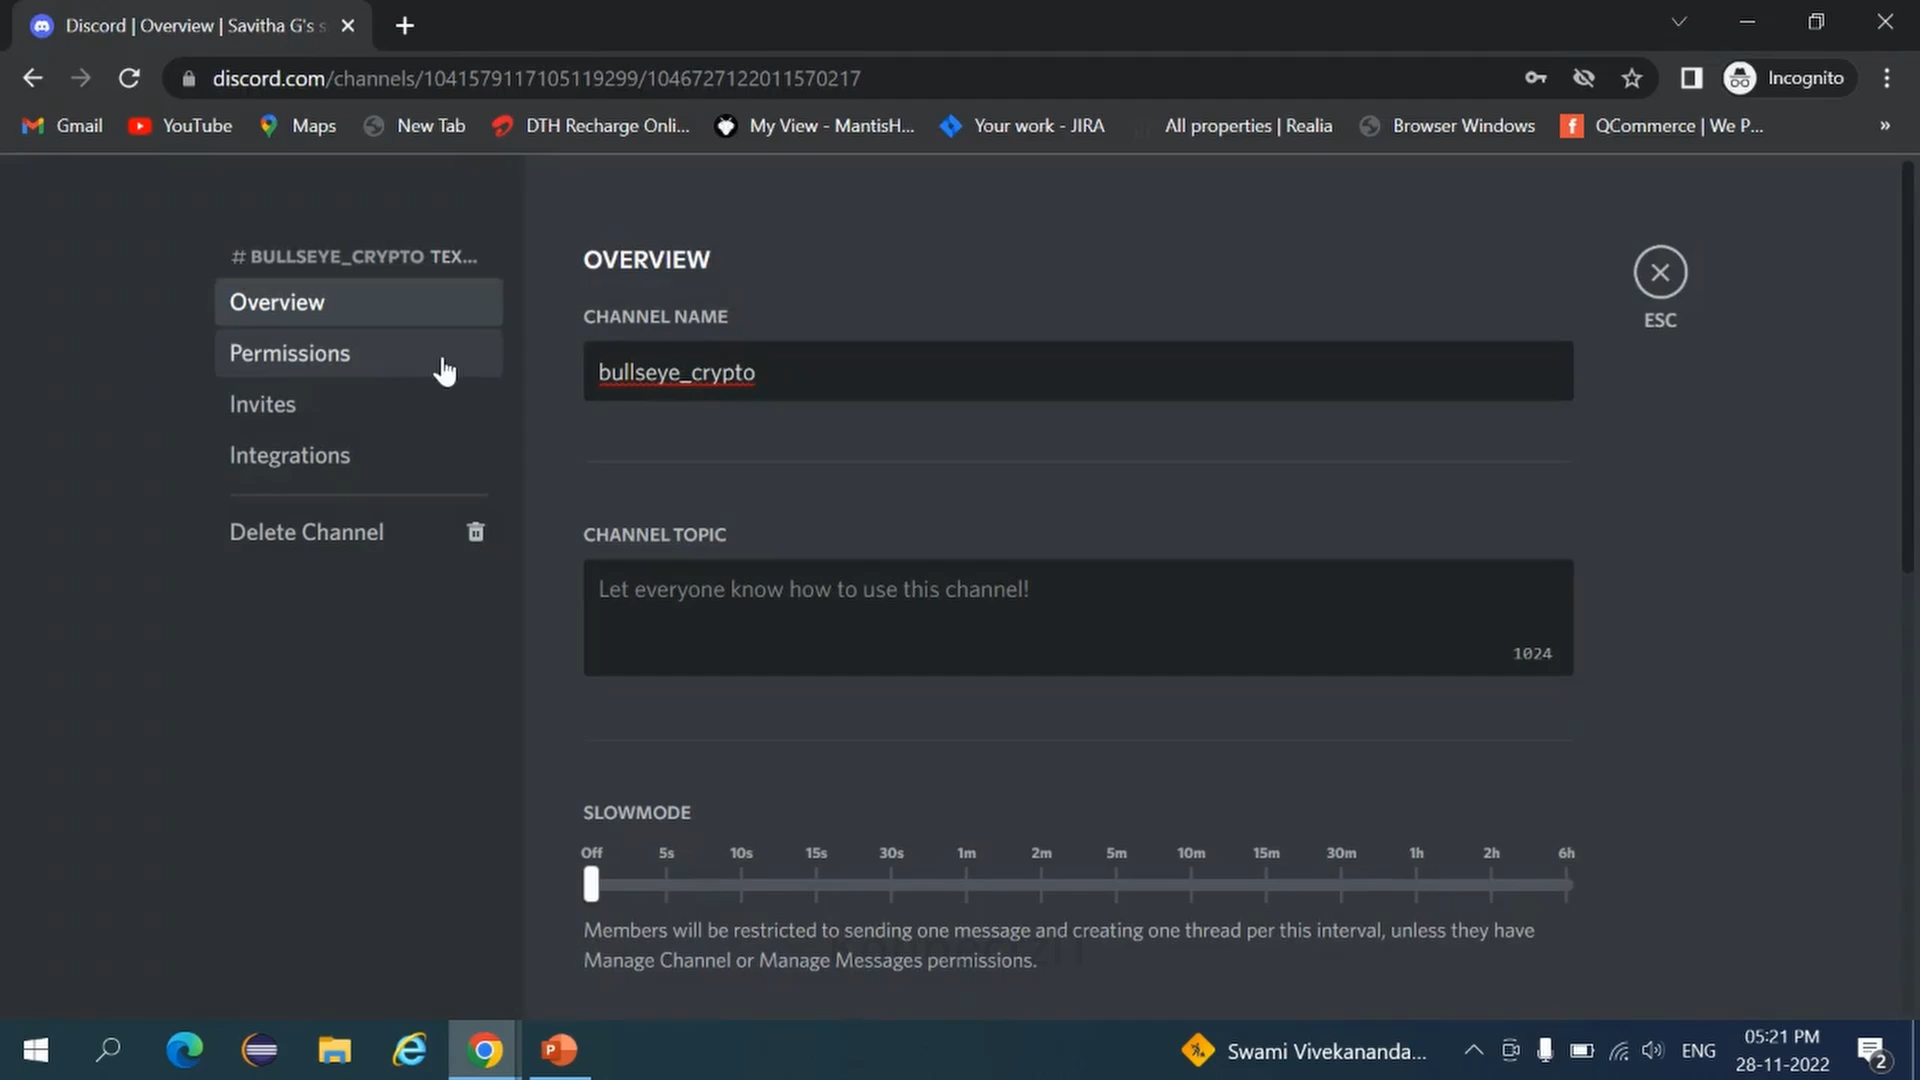 Discord | Overview | Savitha G's s
discord.com/channels/1041579117105119299/1046727122011570217
Incognito
Gmail
YouTube
Maps
New Tab
DTH Recharge Onli...
My View - MantisH...
Your work - JIRA
All properties | Realia
Browser Windows
QCommerce | We P...
»
# BULLSEYE_CRYPTO TEX...
Overview
Permissions
Invites
Integrations
Delete Channel
OVERVIEW
ESC
CHANNEL NAME
bullseye_crypto
CHANNEL TOPIC
Let everyone know how to use this channel!
1024
SLOWMODE
Off 5s 10s 15s 30s 1m 2m 5m 10m 15m 30m 1h 2h 6h
Members will be restricted to sending one message and creating one thread per this interval, unless they have
Manage Channel or Manage Messages permissions.
Swami Vivekananda...
ENG
05:21 PM
28-11-2022
2